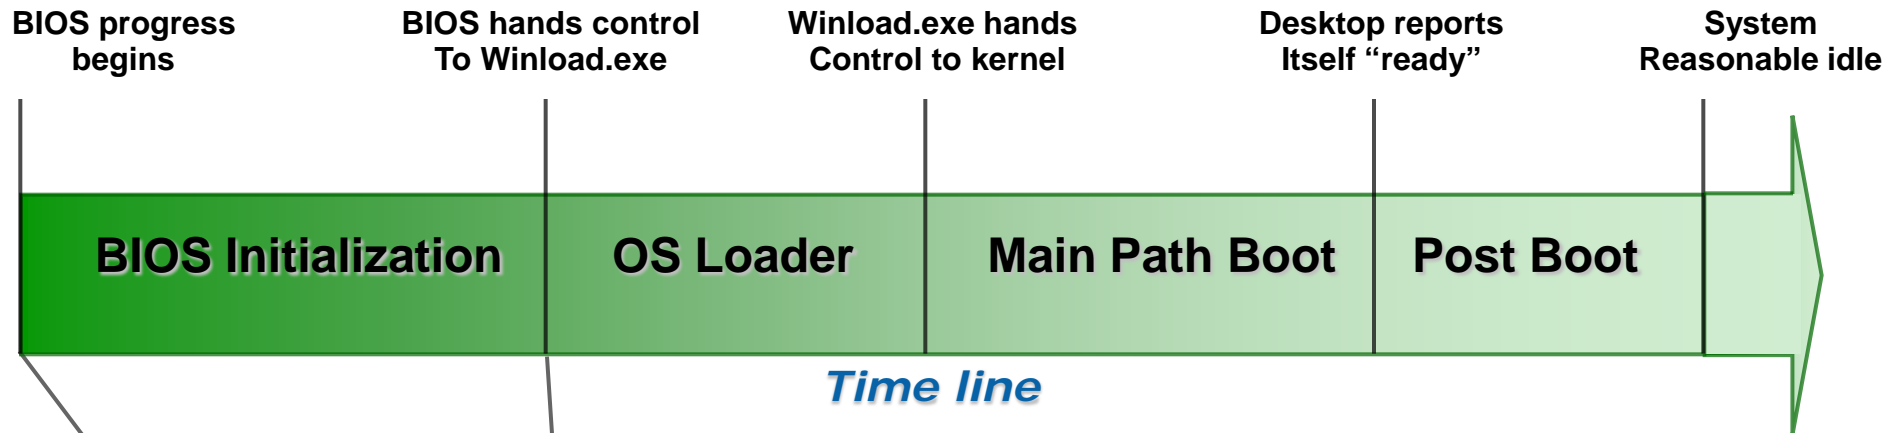 BIOS progress
begins
BIOS hands control
To Winload.exe
Winload.exe hands
Control to kernel
Desktop reports
Itself “ready”
System
Reasonable idle
BIOS Initialization
OS Loader
Main Path Boot
Post Boot
Time line